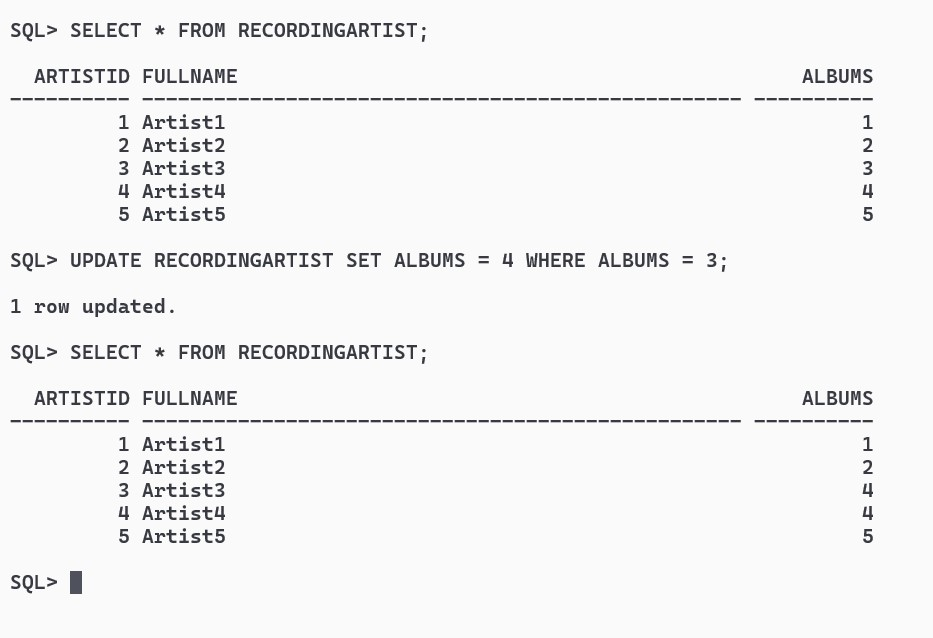 SQL> SELECT * FROM RECORDINGARTIST;
  ARTISTID FULLNAME                                               ALBUMS
---------- -------------------------------------------------- ----------
         1 Artist1                                                     1
         2 Artist2                                                     2
         3 Artist3                                                     3
         4 Artist4                                                     4
         5 Artist5                                                     5
SQL> UPDATE RECORDINGARTIST SET ALBUMS = 4 WHERE ALBUMS = 3;
1 row updated.
SQL> SELECT * FROM RECORDINGARTIST;
  ARTISTID FULLNAME                                               ALBUMS
---------- -------------------------------------------------- ----------
         1 Artist1                                                     1
         2 Artist2                                                     2
         3 Artist3                                                     4
         4 Artist4                                                     4
         5 Artist5                                                     5
SQL>